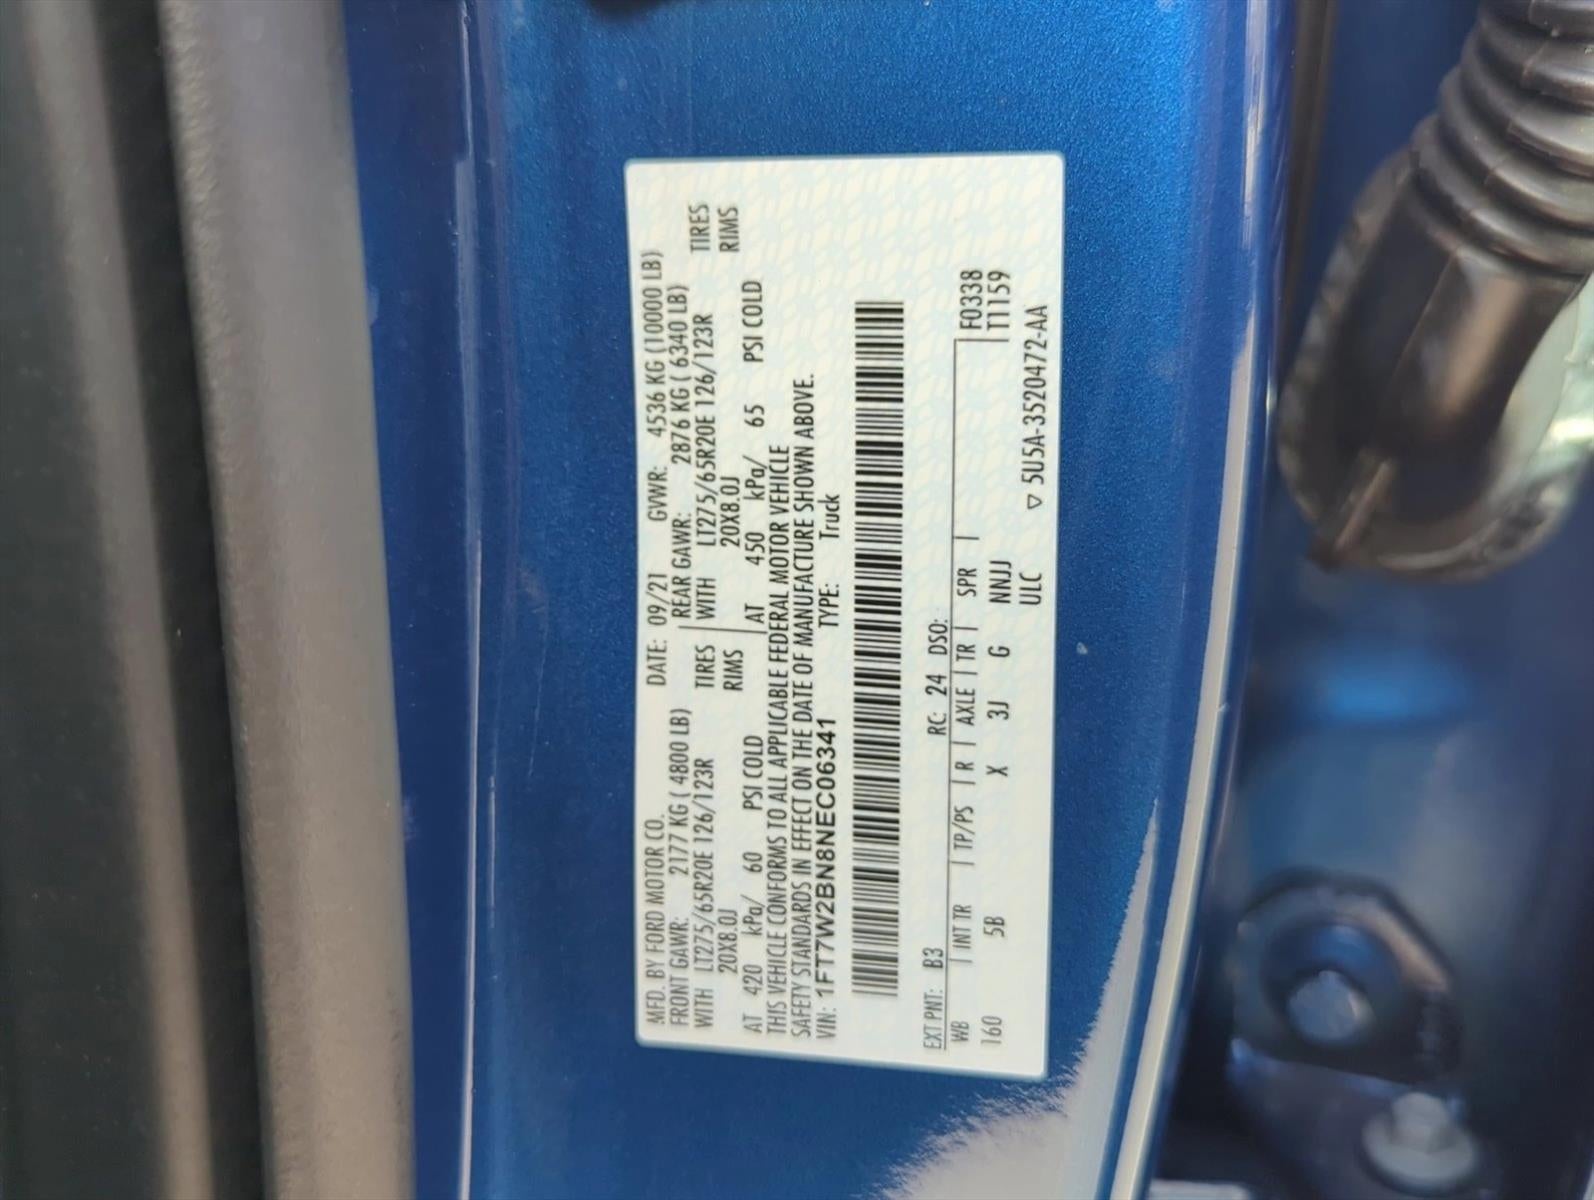 MFD. BY FORD MOTOR CO. DATE: 09/21 GVWR: 4536 KG (10000 LB)
FRONT GAWR: 2177 KG ( 4800 LB) REAR GAWR: 2876 KG ( 6340 LB)
WITH LT275/65R20E 126/123R TIRES WITH LT275/65R20E 126/123R TIRES
20X8.0J RIMS 20X8.0J RIMS
AT 420 kPa/ 60 PSI COLD AT 450 kPa/ 65 PSI COLD
THIS VEHICLE CONFORMS TO ALL APPLICABLE FEDERAL MOTOR VEHICLE
SAFETY STANDARDS IN EFFECT ON THE DATE OF MANUFACTURE SHOWN ABOVE.
VIN: 1FT7W2BN8NEC06341 TYPE: Truck
EXT PNT: B3 RC: 24 DSO:
WB INT TR TP/PS R AXLE TR SPR F0338
160 5B X 3J G NNJJ T1159
ULC ▽ 5U5A-3520472-AA